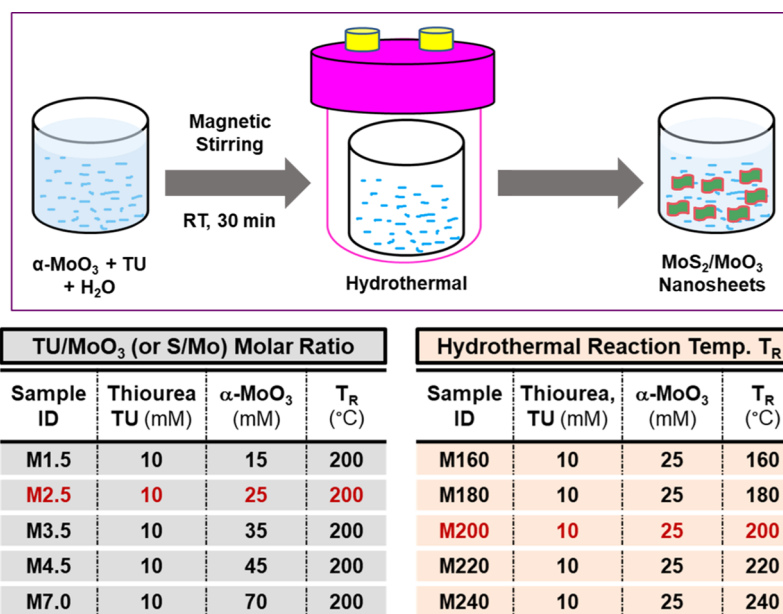 Magnetic
Stirring
RT, 30 min
α-MoO₃ + TU
+ H₂O
Hydrothermal
MoS₂/MoO₃
Nanosheets
TU/MoO₃ (or S/Mo) Molar Ratio
Sample ID Thiourea TU (mM) α-MoO₃ (mM) T_R (°C)
M1.5 10 15 200
M2.5 10 25 200
M3.5 10 35 200
M4.5 10 45 200
M7.0 10 70 200
Hydrothermal Reaction Temp. T_R
Sample ID Thiourea, TU (mM) α-MoO₃ (mM) T_R (°C)
M160 10 25 160
M180 10 25 180
M200 10 25 200
M220 10 25 220
M240 10 25 240